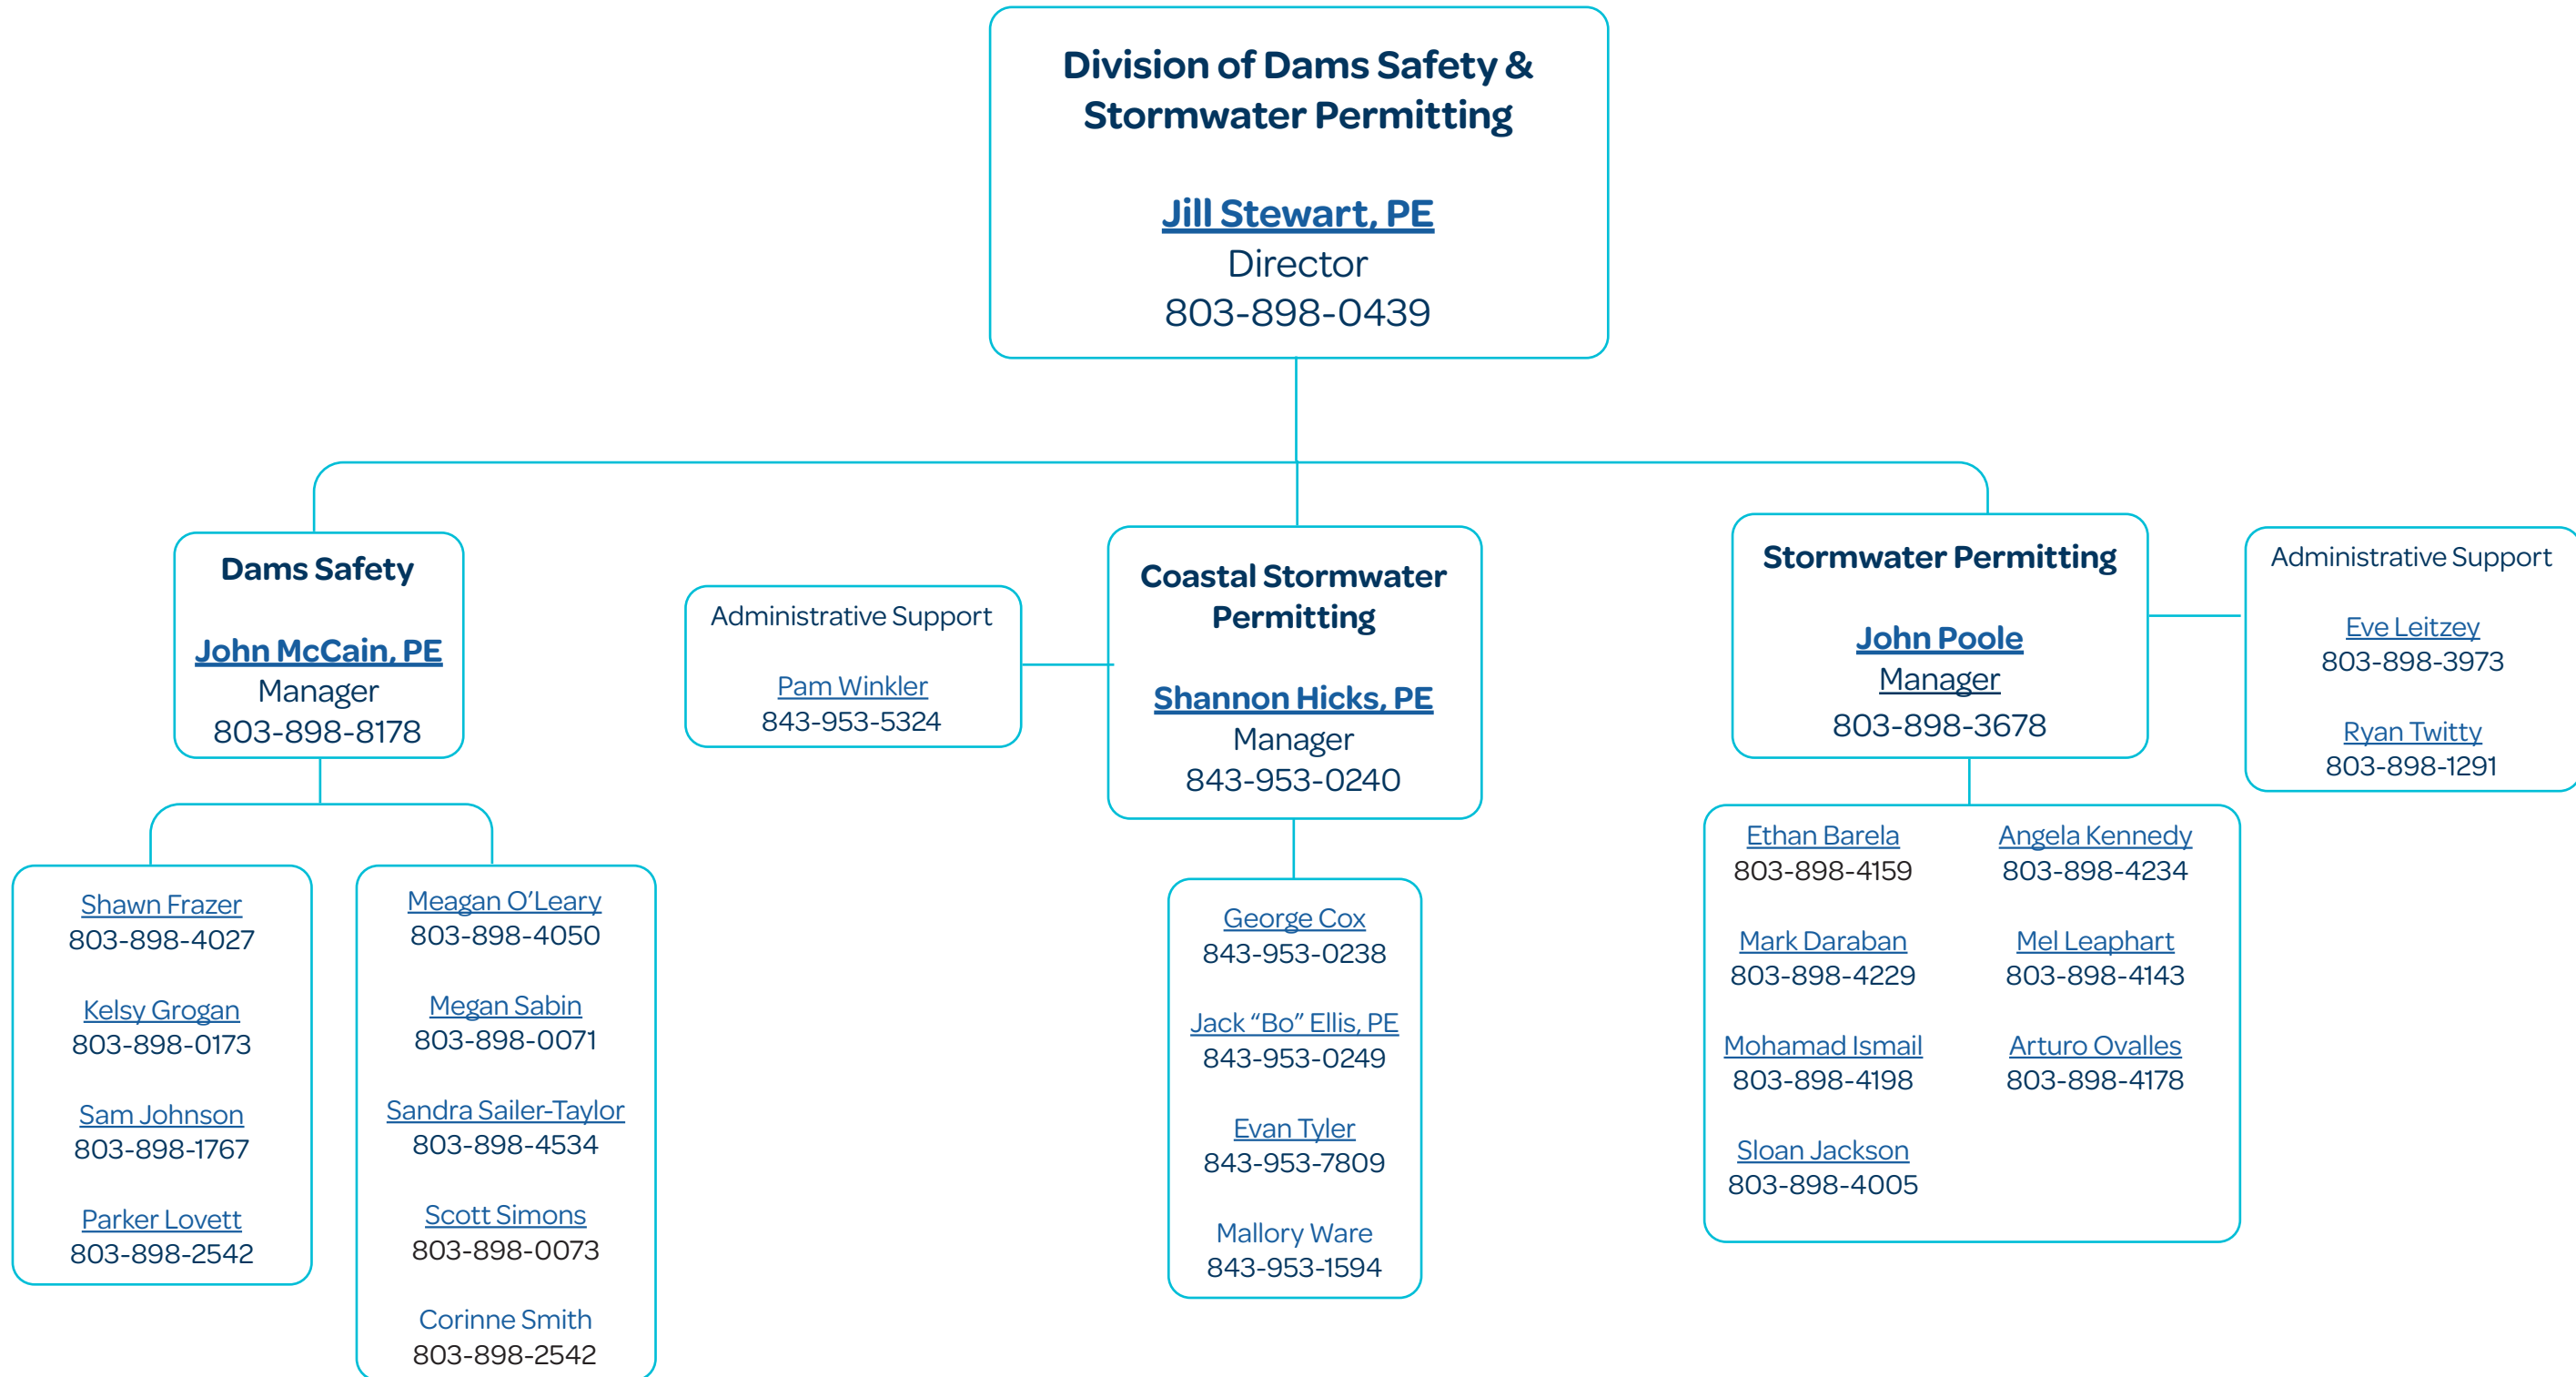 Division of Dams Safety &
Stormwater Permitting
Jill Stewart, PE
Director
803-898-0439
Dams Safety
John McCain, PE
Manager
803-898-8178
Shawn Frazer
803-898-4027
Kelsy Grogan
803-898-0173
Sam Johnson
803-898-1767
Parker Lovett
803-898-2542
Meagan O’Leary
803-898-4050
Megan Sabin
803-898-0071
Sandra Sailer-Taylor
803-898-4534
Scott Simons
803-898-0073
Corinne Smith
803-898-2542
Administrative Support
Pam Winkler
843-953-5324
Coastal Stormwater
Permitting
Shannon Hicks, PE
Manager
843-953-0240
George Cox
843-953-0238
Jack “Bo” Ellis, PE
843-953-0249
Evan Tyler
843-953-7809
Mallory Ware
843-953-1594
Stormwater Permitting
John Poole
Manager
803-898-3678
Ethan Barela
803-898-4159
Mark Daraban
803-898-4229
Mohamad Ismail
803-898-4198
Sloan Jackson
803-898-4005
Angela Kennedy
803-898-4234
Mel Leaphart
803-898-4143
Arturo Ovalles
803-898-4178
Administrative Support
Eve Leitzey
803-898-3973
Ryan Twitty
803-898-1291